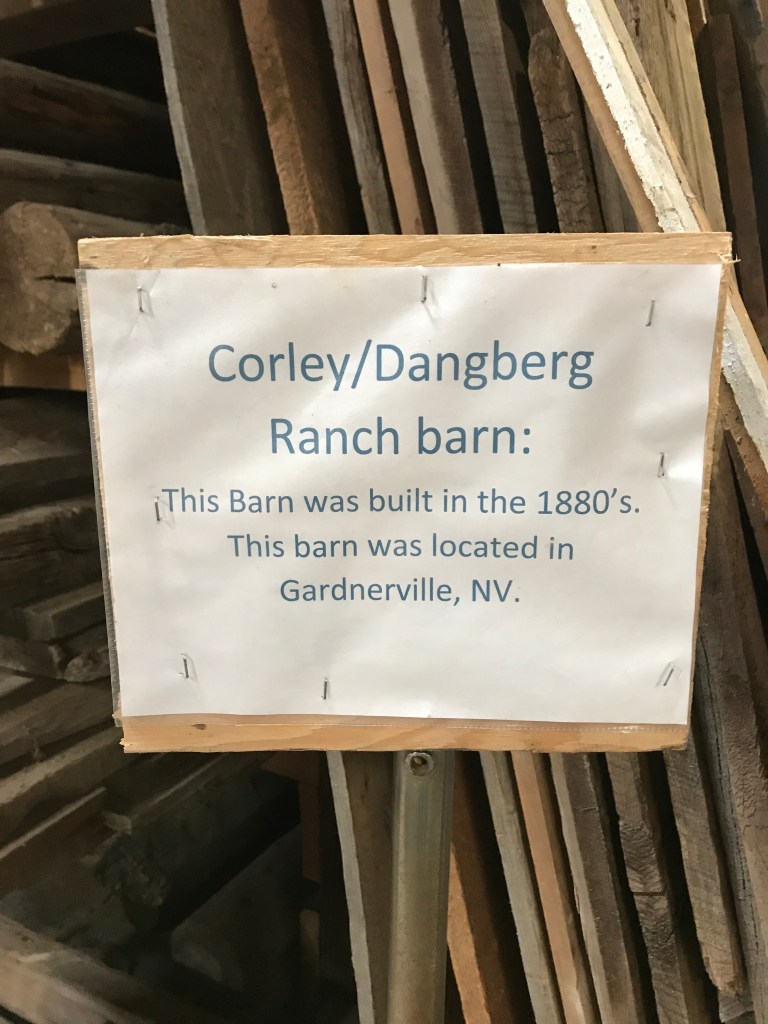 Corley/Dangberg
Ranch barn:
This Barn was built in the 1880's.
This barn was located in
Gardnerville, NV.